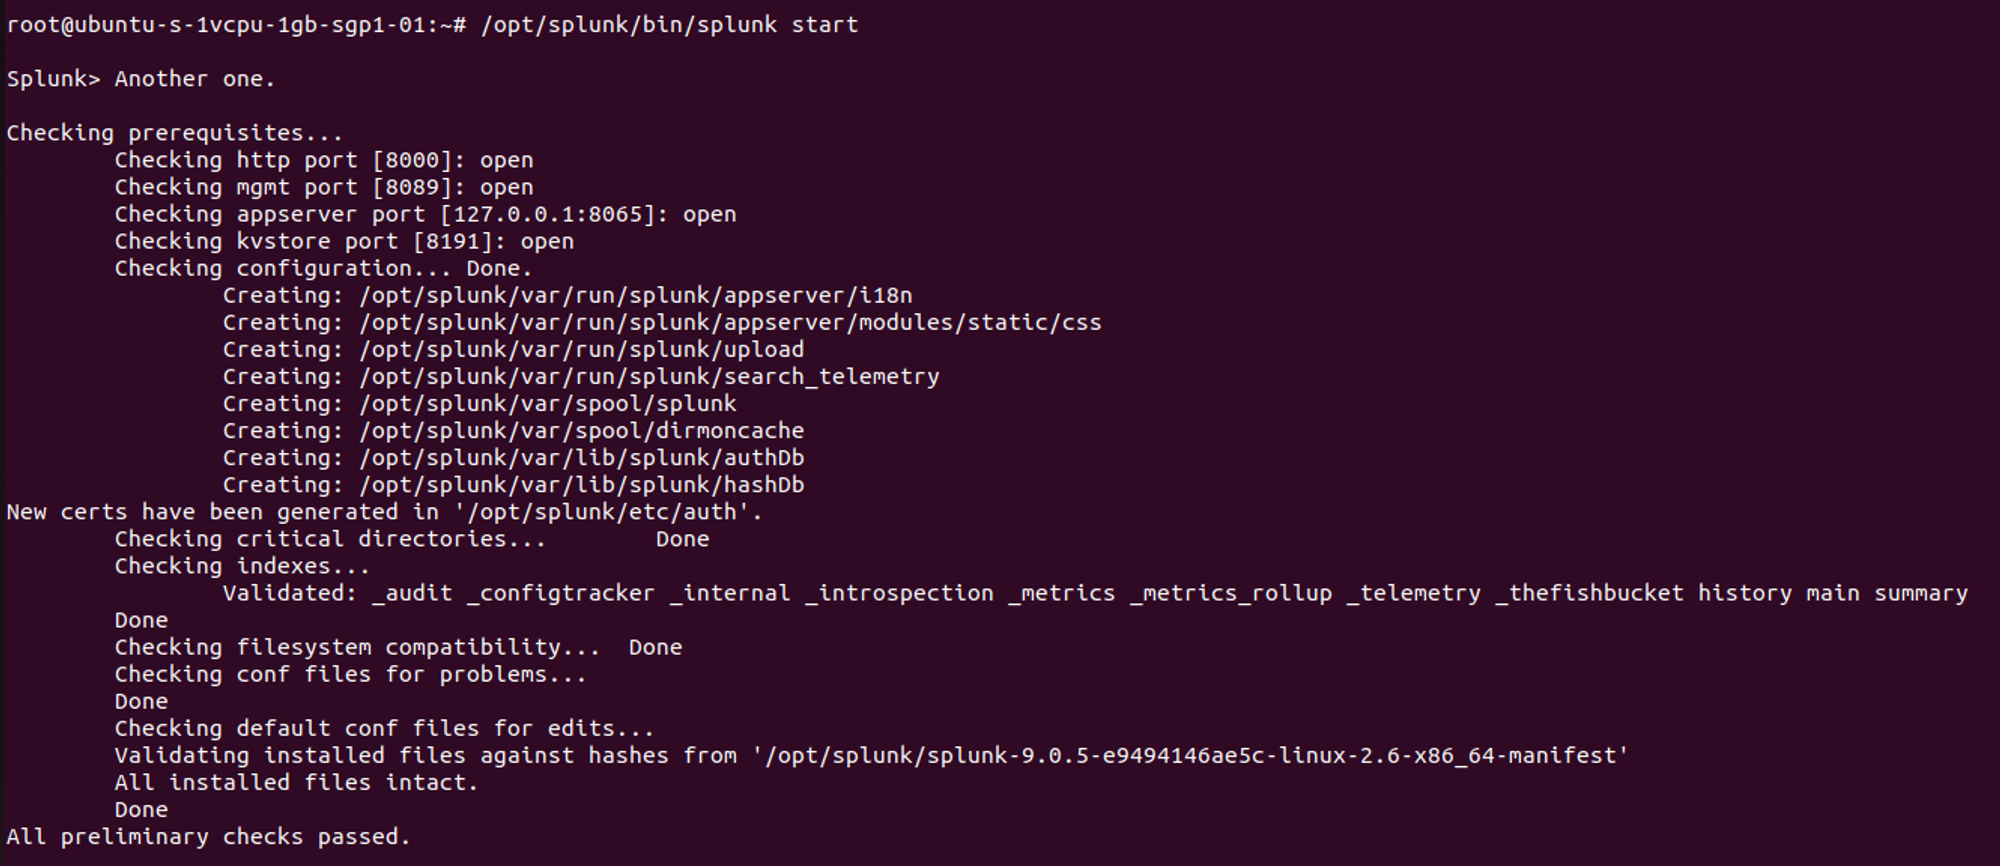 root@ubuntu-s-1vcpu-1gb-sgp1-01:~# /opt/splunk/bin/splunk start
Splunk> Another one.
Checking prerequisites...
Checking http port [8000]: open
Checking mgmt port [8089]: open
Checking appserver port [127.0.0.1:8065]: open
Checking kvstore port [8191]: open
Checking configuration... Done.
Creating: /opt/splunk/var/run/splunk/appserver/i18n
Creating: /opt/splunk/var/run/splunk/appserver/modules/static/css
Creating: /opt/splunk/var/run/splunk/upload
Creating: /opt/splunk/var/run/splunk/search_telemetry
Creating: /opt/splunk/var/spool/splunk
Creating: /opt/splunk/var/spool/dirmoncache
Creating: /opt/splunk/var/lib/splunk/authDb
Creating: /opt/splunk/var/lib/splunk/hashDb
New certs have been generated in '/opt/splunk/etc/auth'.
Checking critical directories... Done
Checking indexes...
Validated: _audit _configtracker _internal _introspection _metrics _metrics_rollup _telemetry _thefishbucket history main summary
Done
Checking filesystem compatibility... Done
Checking conf files for problems...
Done
Checking default conf files for edits...
Validating installed files against hashes from '/opt/splunk/splunk-9.0.5-e9494146ae5c-linux-2.6-x86_64-manifest'
All installed files intact.
Done
All preliminary checks passed.